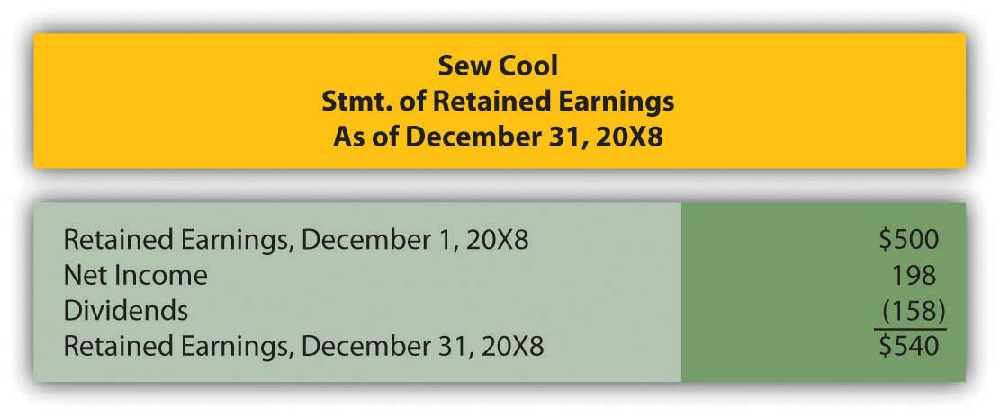 Sew Cool
Stmt. of Retained Earnings
As of December 31, 20X8
Retained Earnings, December 1, 20X8 $500
Net Income 198
Dividends (158)
Retained Earnings, December 31, 20X8 $540